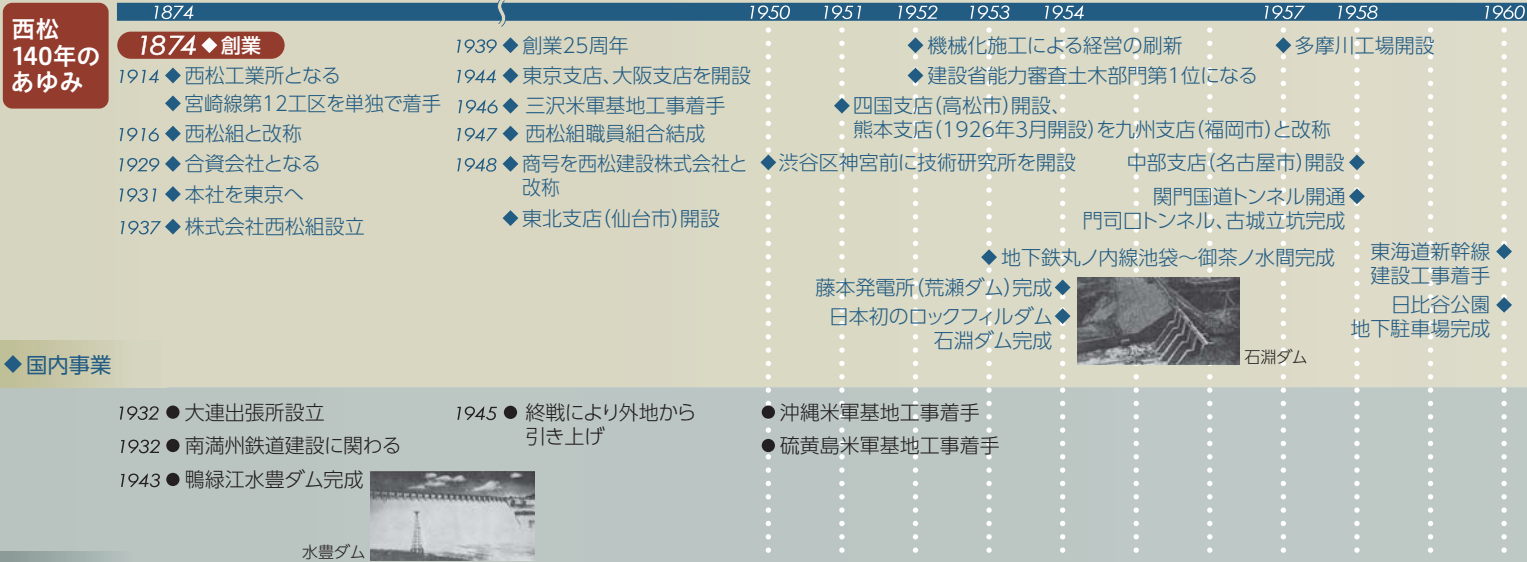 西松
140年の
あゆみ
1874 1950 1951 1952 1953 1954 1957 1958 1960
1874◆創業
1914◆西松工業所となる
◆宮崎線第12工区を単独で着手
1916◆西松組と改称
1929◆合資会社となる
1931◆本社を東京へ
1937◆株式会社西松組設立
1939◆創業25周年
1944◆東京支店、大阪支店を開設
1946◆三沢米軍基地工事着手
1947◆西松組職員組合結成
1948◆商号を西松建設株式会社と
改称
◆東北支店(仙台市)開設
◆機械化施工による経営の刷新
◆建設省能力審査土木部門第1位になる
◆四国支店(高松市)開設、
熊本支店(1926年3月開設)を九州支店(福岡市)と改称
◆渋谷区神宮前に技術研究所を開設
◆地下鉄丸ノ内線池袋〜御茶ノ水間完成
藤本発電所(荒瀬ダム)完成◆
日本初のロックフィルダム◆
石淵ダム完成
石淵ダム
◆多摩川工場開設
中部支店(名古屋市)開設◆
関門国道トンネル開通◆
門司口トンネル、古城立坑完成
東海道新幹線◆
建設工事着手
日比谷公園◆
地下駐車場完成
◆国内事業
1932●大連出張所設立
1932●南満州鉄道建設に関わる
1943●鴨緑江水豊ダム完成
水豊ダム
1945●終戦により外地から
引き上げ
●沖縄米軍基地工事着手
●硫黄島米軍基地工事着手